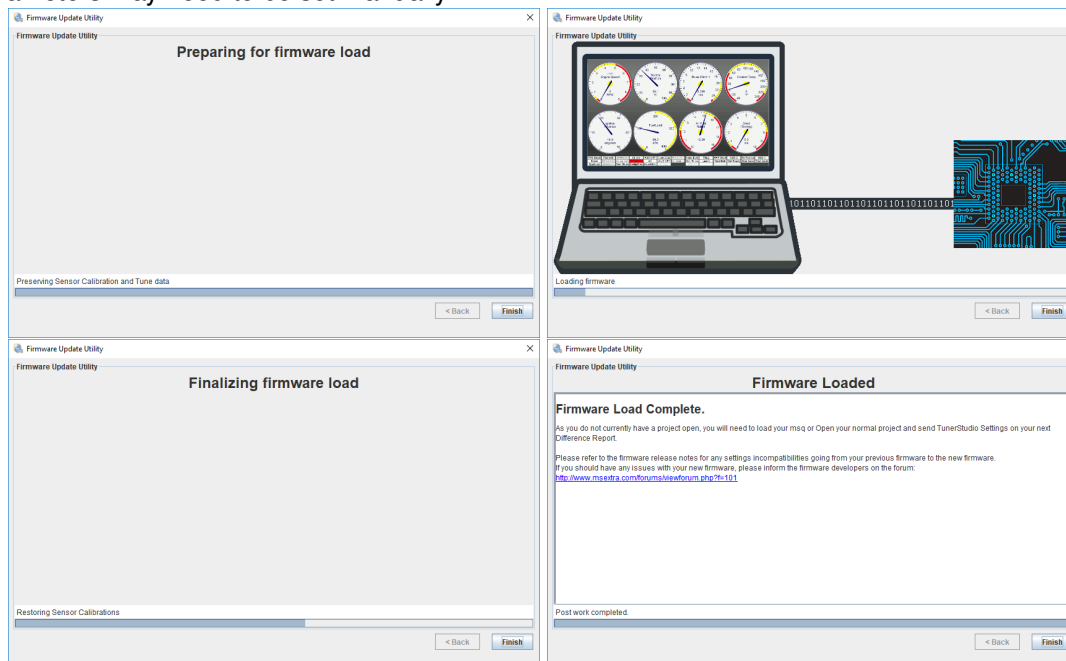 may need to be set manually
Firmware Update Utility
Firmware Update Utility
Preparing for firmware load
Preserving Sensor Calibration and Tune data
< Back Finish
Firmware Update Utility
Firmware Update Utility
101101101101101101101101101
Loading firmware
< Back Finish
Firmware Update Utility
Firmware Update Utility
Finalizing firmware load
Restoring Sensor Calibrations
< Back Finish
Firmware Update Utility
Firmware Update Utility
Firmware Loaded
Firmware Load Complete.
As you do not currently have a project open, you will need to load your msq or Open your normal project and send TunerStudio Settings on your next
Difference Report.
Please refer to the firmware release notes for any settings incompatibilities going from your previous firmware to the new firmware.
If you should have any issues with your new firmware, please inform the firmware developers on the forum:
http://www.msextra.com/forums/viewforum.php?f=101
Post work completed.
< Back Finish